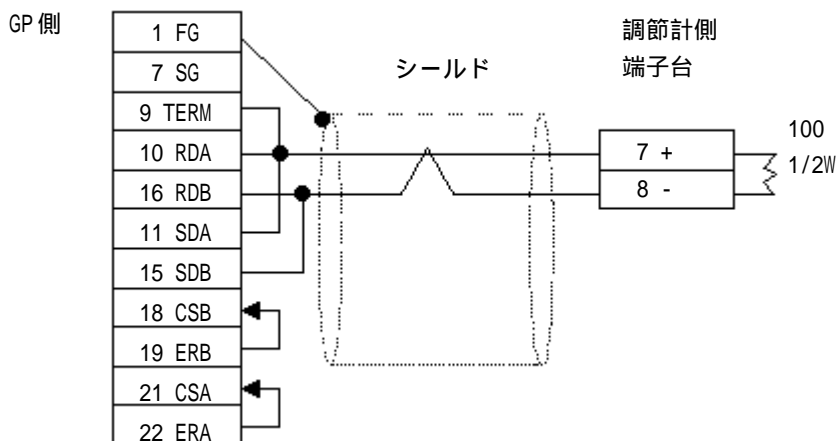 GP側
1 FG
7 SG
9 TERM
10 RDA
16 RDB
11 SDA
15 SDB
18 CSB
19 ERB
21 CSA
22 ERA
シールド
調節計側
端子台
7 +
8 -
100
1/2W